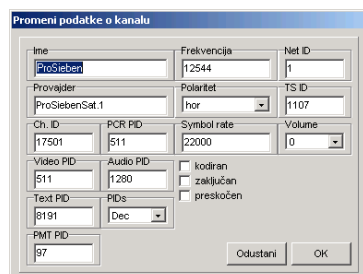 Promeni podatke o kanalu
Ime Frekvencija Net ID
ProSieben 12544 1
Provajder Polaritet TS ID
ProSiebenSat.1 hor 1107
Ch. ID PCR PID Symbol rate Volume
17501 511 22000 0
Video PID Audio PID
511 1280
kodiran
zaključan
preskočen
Text PID PIDs
8191 Dec
PMT PID
97
Odustani OK